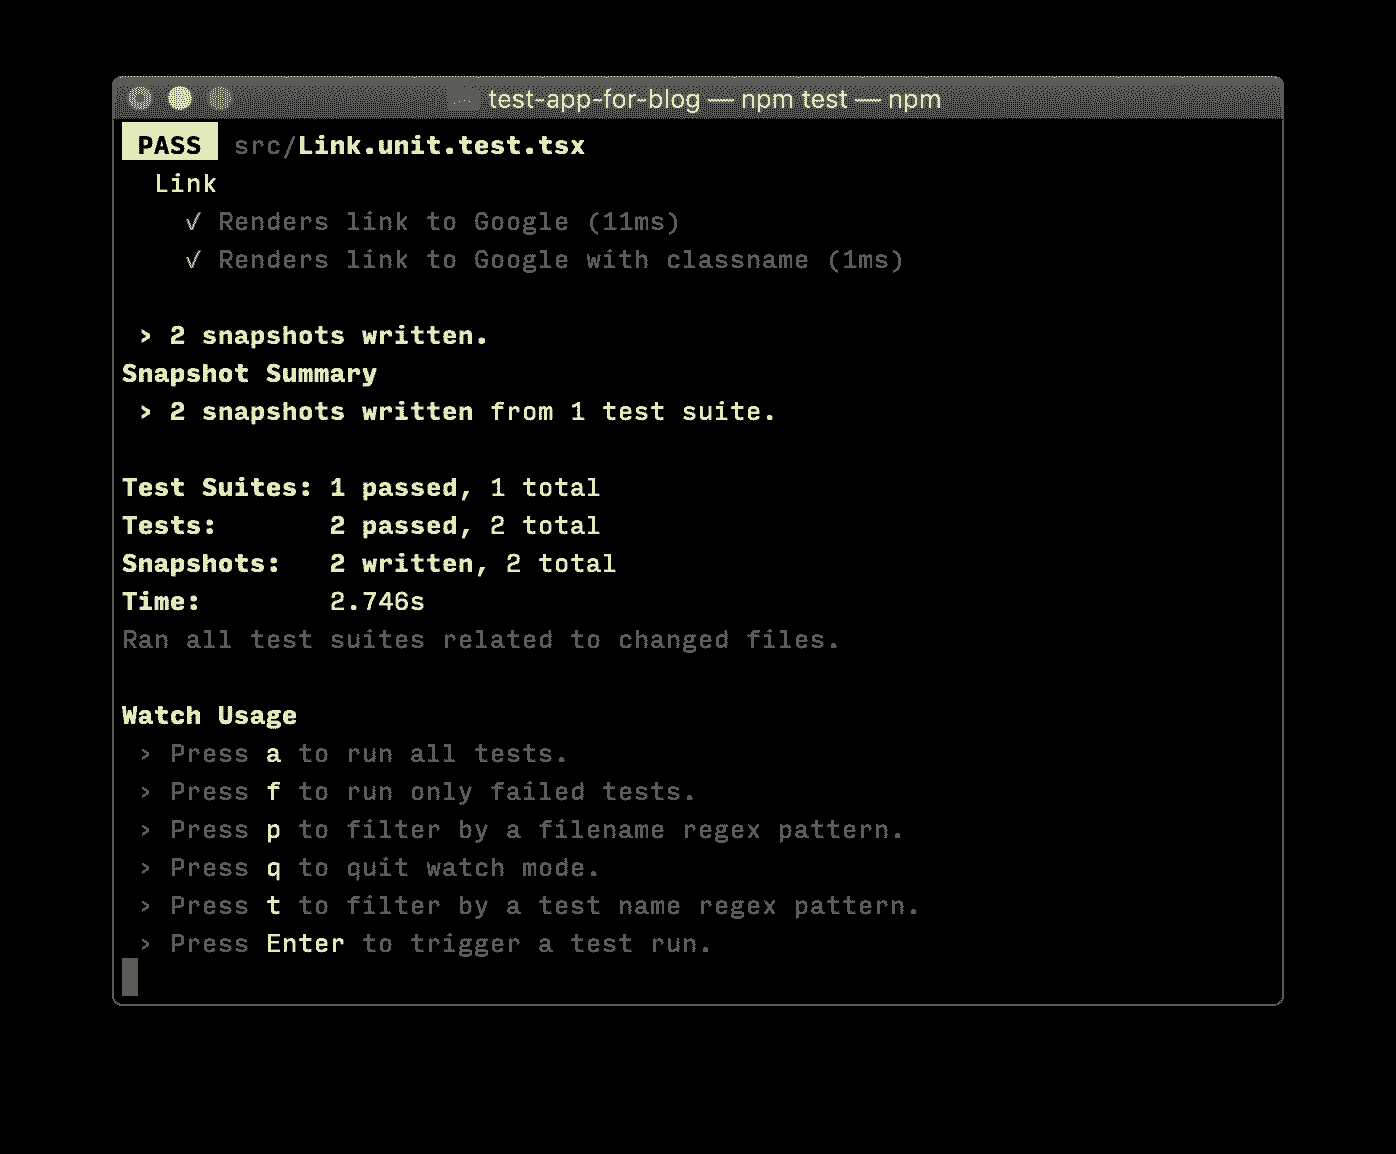 test-app-for-blog — npm test — npm
PASS src/Link.unit.test.tsx
Link
✓ Renders link to Google (11ms)
✓ Renders link to Google with classname (1ms)
› 2 snapshots written.
Snapshot Summary
› 2 snapshots written from 1 test suite.
Test Suites: 1 passed, 1 total
Tests: 2 passed, 2 total
Snapshots: 2 written, 2 total
Time: 2.746s
Ran all test suites related to changed files.
Watch Usage
› Press a to run all tests.
› Press f to run only failed tests.
› Press p to filter by a filename regex pattern.
› Press q to quit watch mode.
› Press t to filter by a test name regex pattern.
› Press Enter to trigger a test run.